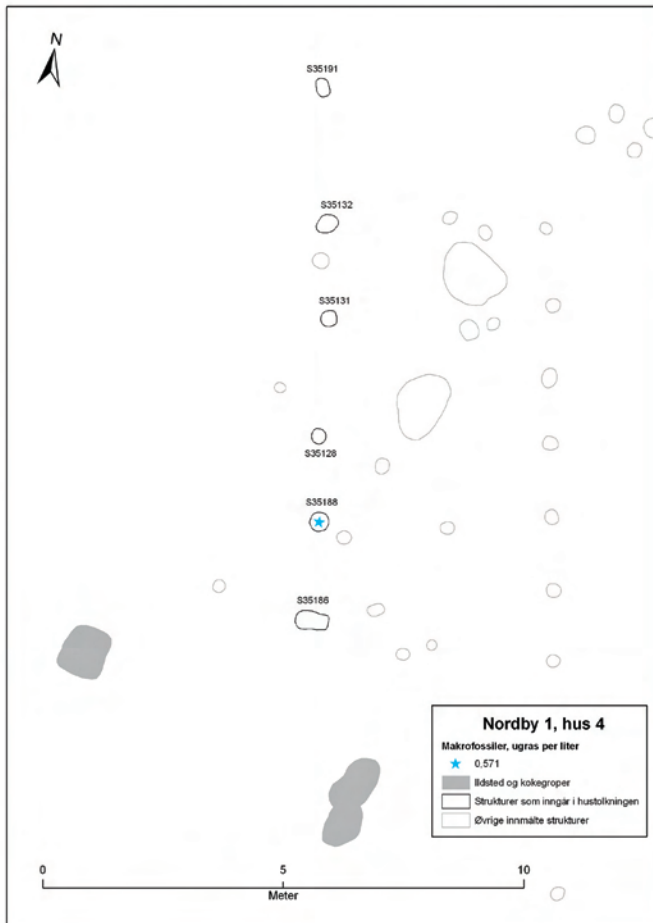 N
S35191
S35132
S35131
S35128
S35188
S35186
Nordby 1, hus 4
Makrofossiler, ugras per liter
0,571
Ildsted og kokegroper
Strukturer som inngår i hustolkningen
Øvrige innmålte strukturer
0 5 10
Meter